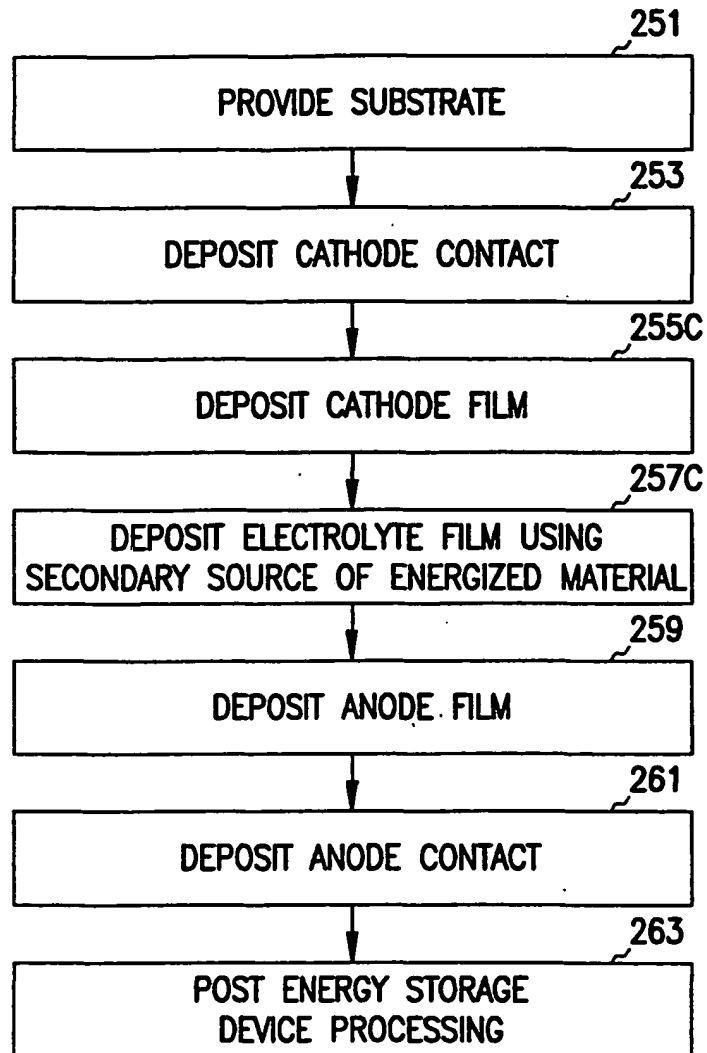 251
PROVIDE SUBSTRATE
253
DEPOSIT CATHODE CONTACT
255C
DEPOSIT CATHODE FILM
257C
DEPOSIT ELECTROLYTE FILM USING
SECONDARY SOURCE OF ENERGIZED MATERIAL
259
DEPOSIT ANODE FILM
261
DEPOSIT ANODE CONTACT
263
POST ENERGY STORAGE
DEVICE PROCESSING